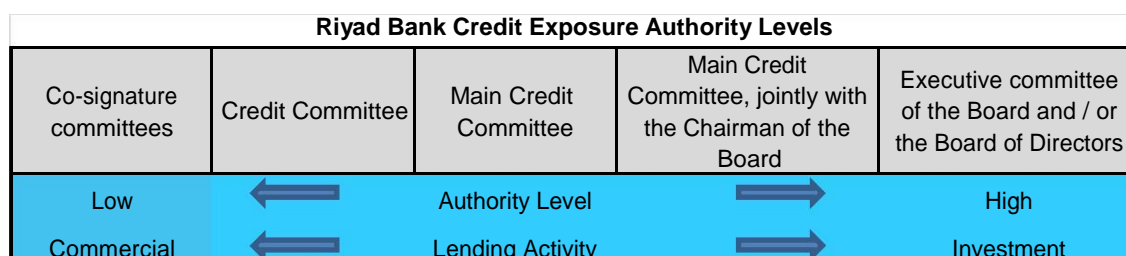 Riyad Bank Credit Exposure Authority Levels
Co-signature
committees
Credit Committee
Main Credit
Committee
Main Credit
Committee, jointly with
the Chairman of the
Board
Executive committee
of the Board and / or
the Board of Directors
Low Authority Level High
Commercial Lending Activity Investment